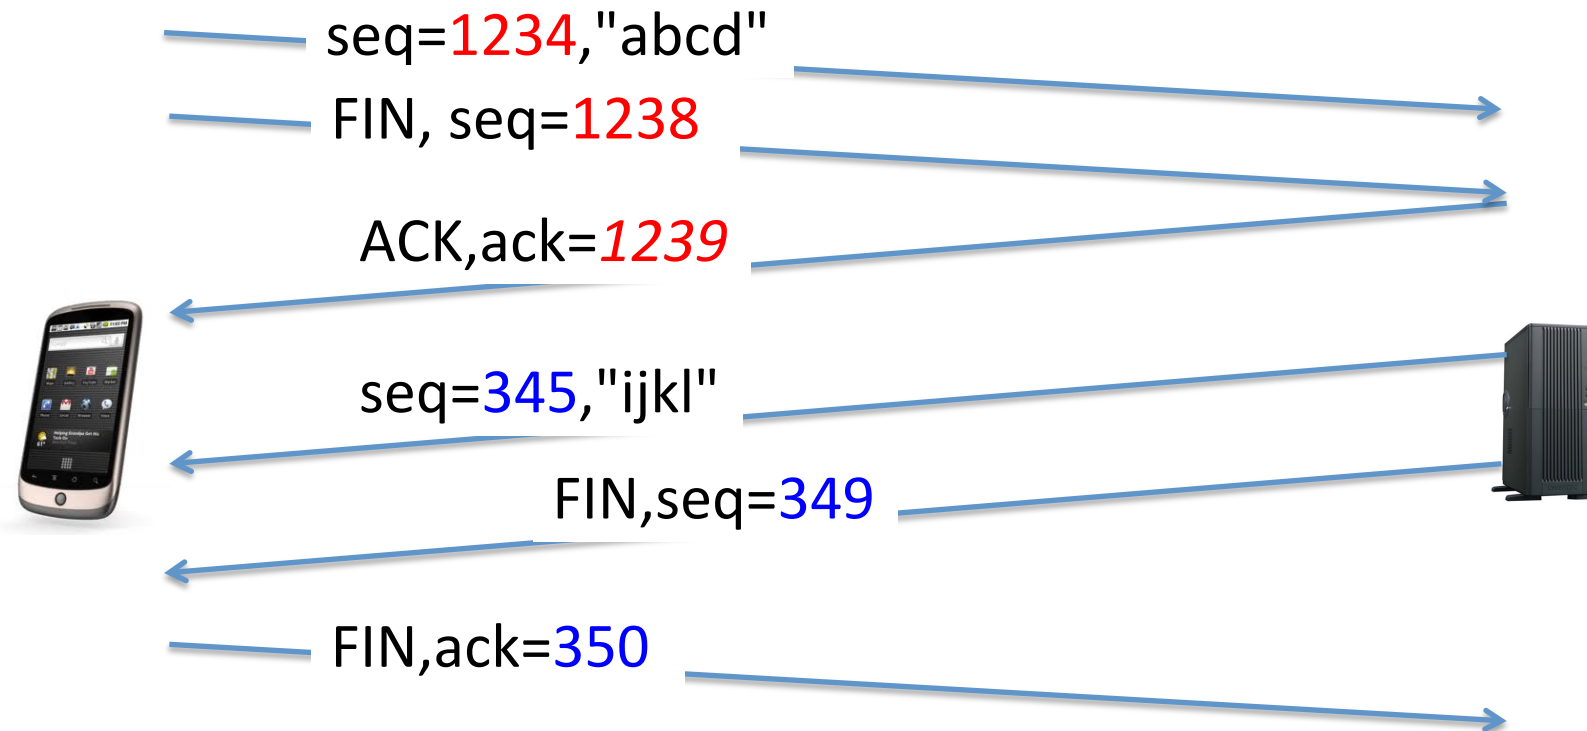 seq=1234,"abcd"
FIN, seq=1238
ACK,ack=1239
seq=345,"ijkl"
FIN,seq=349
FIN,ack=350